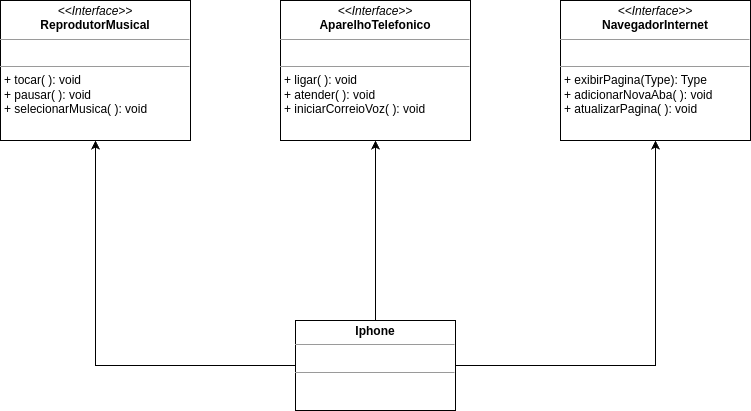 <<Interface>>
ReprodutorMusical
+ tocar( ): void
+ pausar( ): void
+ selecionarMusica( ): void
<<Interface>>
AparelhoTelefonico
+ ligar( ): void
+ atender( ): void
+ iniciarCorreioVoz( ): void
<<Interface>>
NavegadorInternet
+ exibirPagina(Type): Type
+ adicionarNovaAba( ): void
+ atualizarPagina( ): void
Iphone